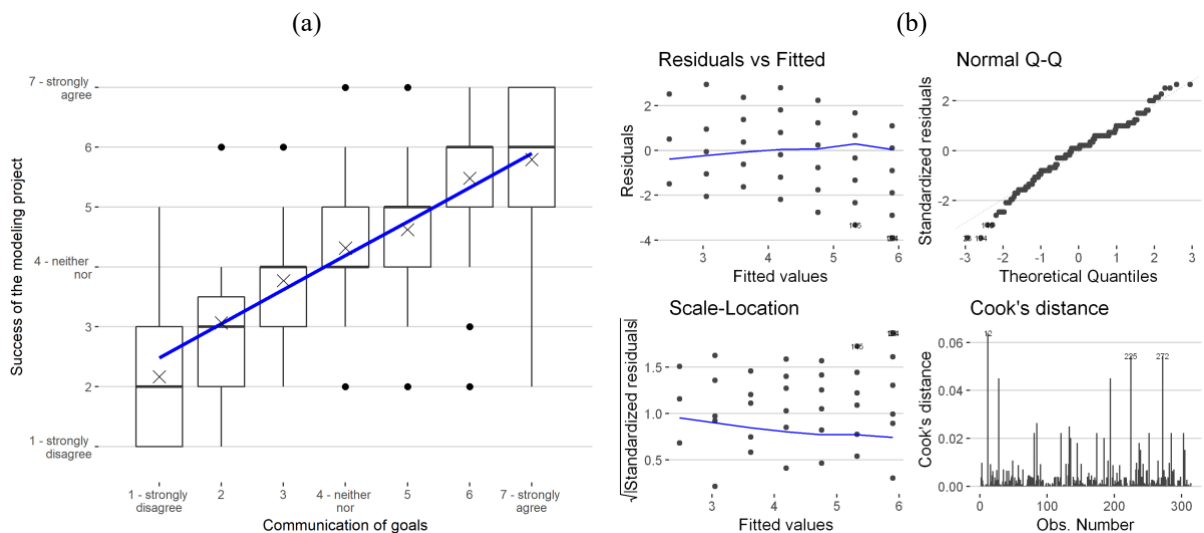 (a)
Success of the modeling project
7 - strongly
agree
6
5
4 - neither
nor
3
2
1 - strongly
disagree
1 - strongly
disagree
2
3
4 - neither
nor
5
6
7 - strongly
agree
Communication of goals
(b)
Residuals vs Fitted
Residuals
2
0
-2
-4
3
4
5
6
Fitted values
Normal Q-Q
Standardized residuals
2
0
-2
-3
-2
-1
0
1
2
3
Theoretical Quantiles
Scale-Location
√|Standardized residuals|
1.5
1.0
0.5
3
4
5
6
Fitted values
Cook's distance
Cook's distance
0.06
0.04
0.02
0.00
12
225
272
0
100
200
300
Obs. Number